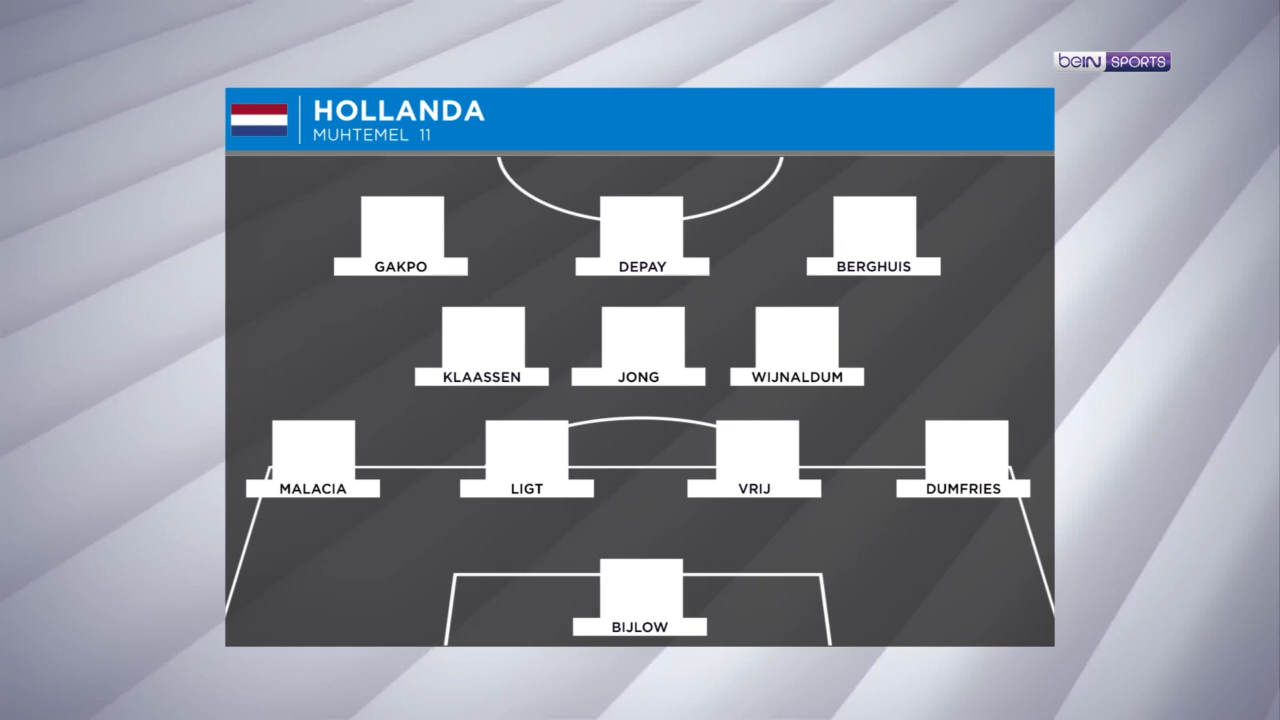 beIN SPORTS
HOLLANDA
MUHTEMEL 11
GAKPO
DEPAY
BERGHUIS
KLAASSEN
JONG
WIJNALDUM
MALACIA
LIGT
VRIJ
DUMFRIES
BIJLOW